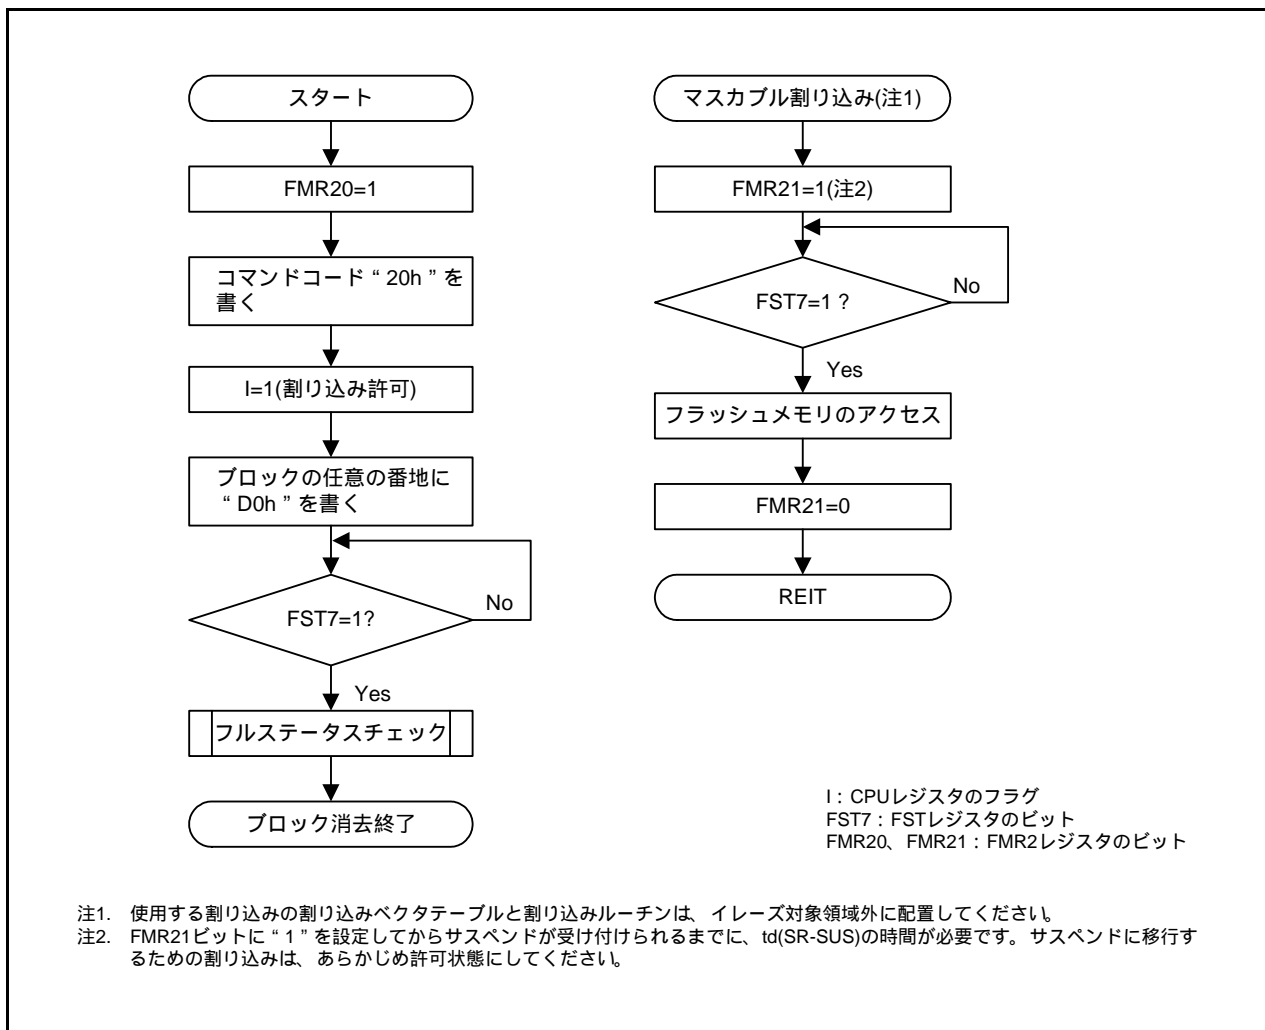 スタート
FMR20=1
コマンドコード“20h”を
書く
I=1(割り込み許可)
ブロックの任意の番地に
“D0h”を書く
FST7=1?
No
Yes
フルステータスチェック
ブロック消去終了
マスカブル割り込み(注1)
FMR21=1(注2)
FST7=1 ?
No
Yes
フラッシュメモリのアクセス
FMR21=0
REIT
I : CPUレジスタのフラグ
FST7 : FSTレジスタのビット
FMR20、FMR21 : FMR2レジスタのビット
注1. 使用する割り込みの割り込みベクタテーブルと割り込みルーチンは、イレーズ対象領域外に配置してください。
注2. FMR21ビットに“1”を設定してからサスペンドが受け付けられるまでに、td(SR-SUS)の時間が必要です。サスペンドに移行す
るための割り込みは、あらかじめ許可状態にしてください。